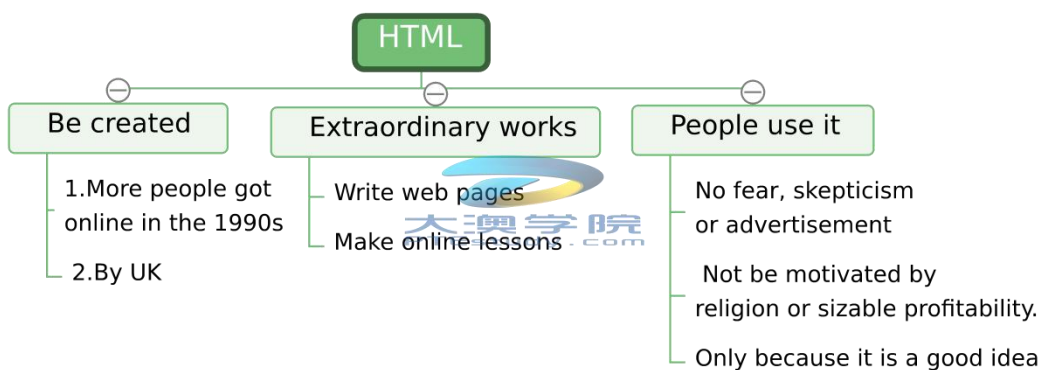 HTML
Be created
1.More people got
online in the 1990s
2.By UK
Extraordinary works
Write web pages
Make online lessons
大澳学院
People use it
No fear, skepticism
or advertisement
Not be motivated by
religion or sizable profitability.
Only because it is a good idea